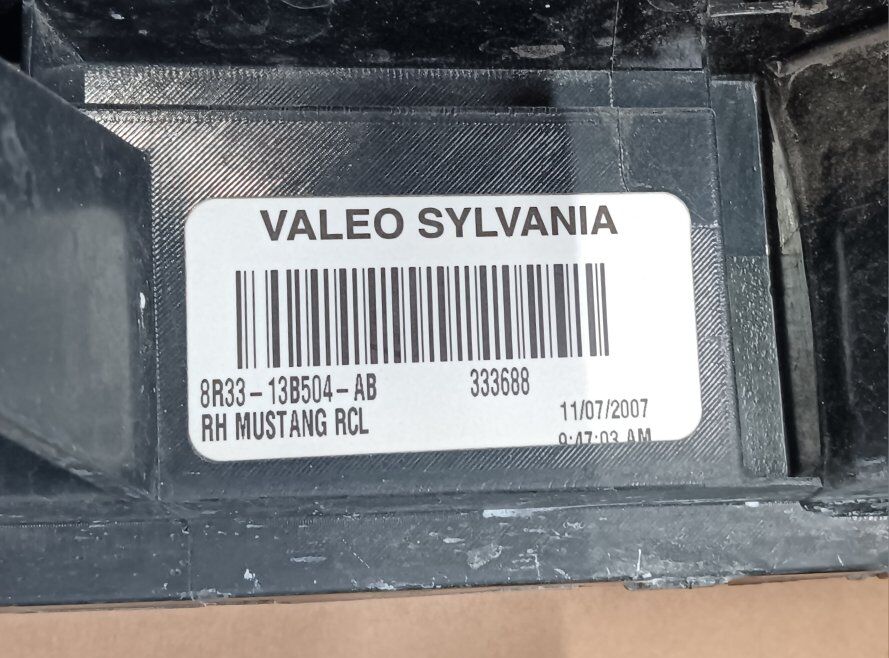 VALEO SYLVANIA
8R33-13B504-AB 333688
RH MUSTANG RCL 11/07/2007
9:47:03 AM